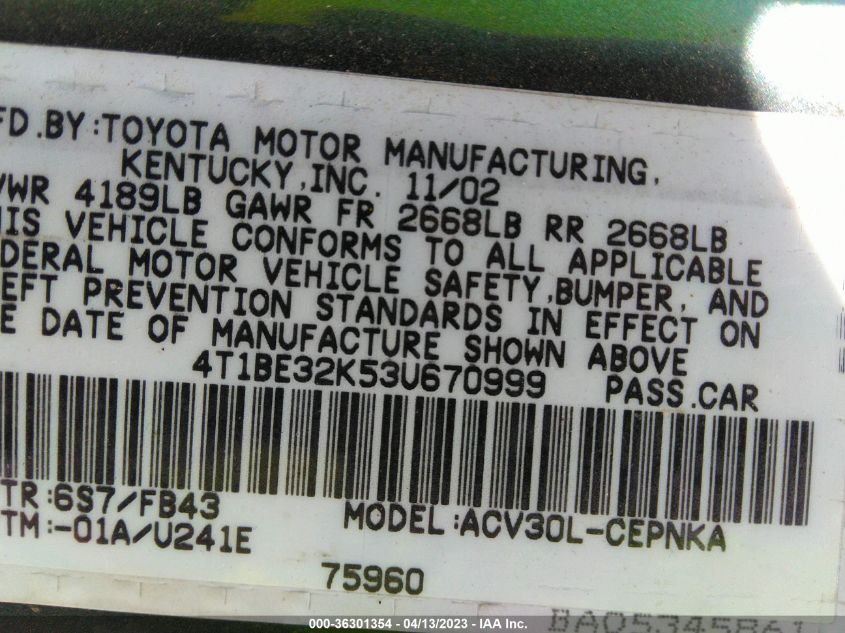 FD.BY:TOYOTA MOTOR MANUFACTURING,
KENTUCKY,INC. 11/02
VWR 4189LB GAWR FR 2668LB RR 2668LB
IS VEHICLE CONFORMS TO ALL APPLICABLE
DERAL MOTOR VEHICLE SAFETY,BUMPER, AND
EFT PREVENTION STANDARDS IN EFFECT ON
E DATE OF MANUFACTURE SHOWN ABOVE
4T1BE32K53U670999 PASS.CAR
TR:6S7/FB43
TM:-01A/U241E
MODEL:ACV30L-CEPNKA
75960
BA05345861
000-36301354 - 04/13/2023 - IAA Inc.